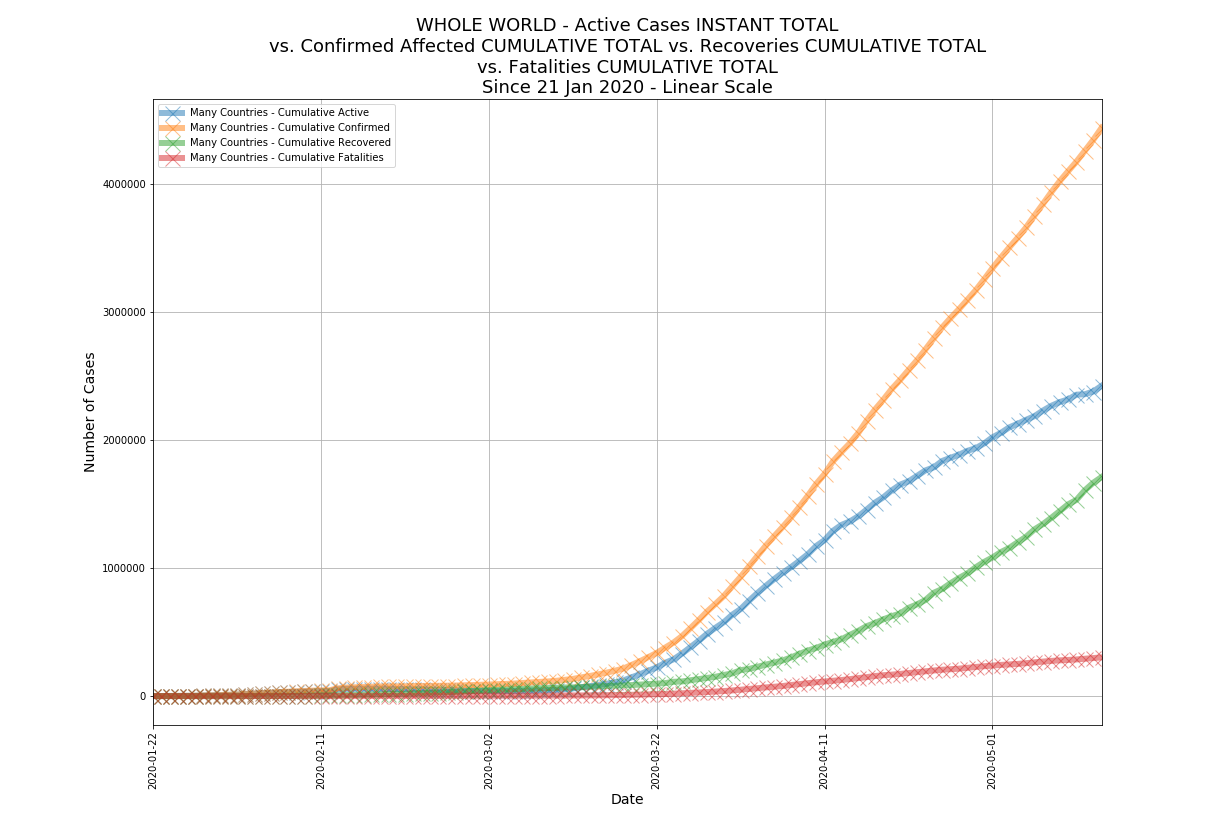 WHOLE WORLD - Active Cases INSTANT TOTAL
vs. Confirmed Affected CUMULATIVE TOTAL vs. Recoveries CUMULATIVE TOTAL
vs. Fatalities CUMULATIVE TOTAL
Since 21 Jan 2020 - Linear Scale
Many Countries - Cumulative Active
Many Countries - Cumulative Confirmed
Many Countries - Cumulative Recovered
Many Countries - Cumulative Fatalities
Number of Cases
4000000
3000000
2000000
1000000
0
2020-01-22
2020-02-11
2020-03-02
2020-03-22
2020-04-11
2020-05-01
Date